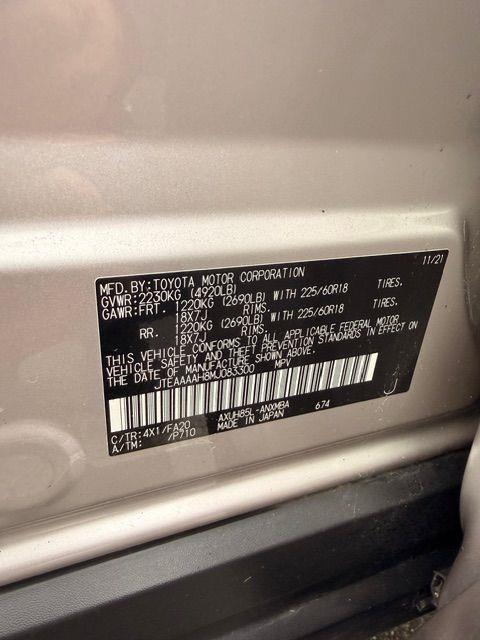 MFD.BY:TOYOTA MOTOR CORPORATION 11/21
GVWR:2230KG (4920LB)
GAWR:FRT. 1220KG (2690LB) WITH 225/60R18 TIRES,
18X7J RIMS,
RR. 1220KG (2690LB) WITH 225/60R18 TIRES,
18X7J RIMS,
THIS VEHICLE CONFORMS TO ALL APPLICABLE FEDERAL MOTOR
VEHICLE SAFETY STANDARDS IN EFFECT ON THE DATE OF
MANUFACTURE SHOWN ABOVE.
JTEAAAAH8MJ083300 MPV
C/TR:4X1/FA20 AXUH85L-ANXMBA 674
A/TM: /P710 MADE IN JAPAN
J